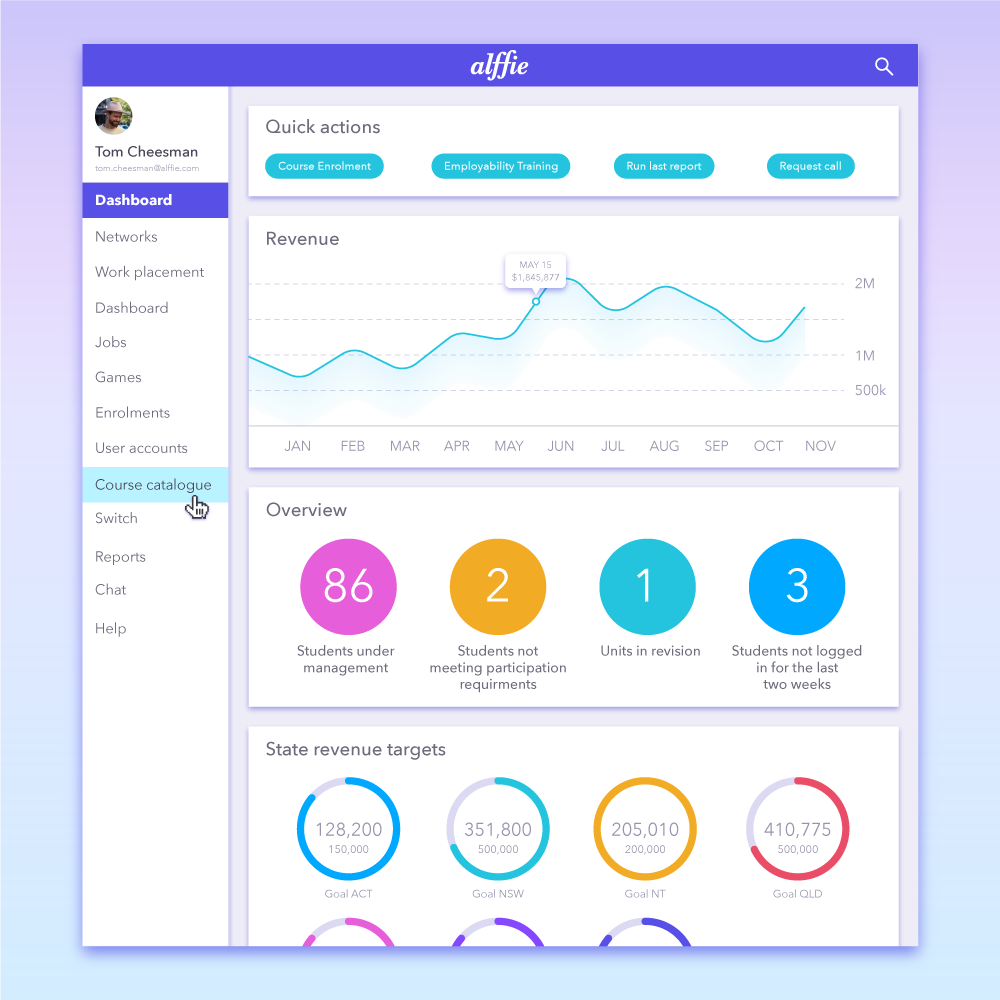 alffie
Tom Cheesman
tom.cheesman@alffie.com
Dashboard
Networks
Work placement
Dashboard
Jobs
Games
Enrolments
User accounts
Course catalogue
Switch
Reports
Chat
Help
Quick actions
Course Enrolment
Employability Training
Run last report
Request call
Revenue
MAY 15
$1,845,877
2M
1M
500k
JAN FEB MAR APR MAY JUN JUL AUG SEP OCT NOV
Overview
86
Students under
management
2
Students not
meeting participation
requirments
1
Units in revision
3
Students not logged
in for the last
two weeks
State revenue targets
128,200
150,000
Goal ACT
351,800
500,000
Goal NSW
205,010
200,000
Goal NT
410,775
500,000
Goal QLD